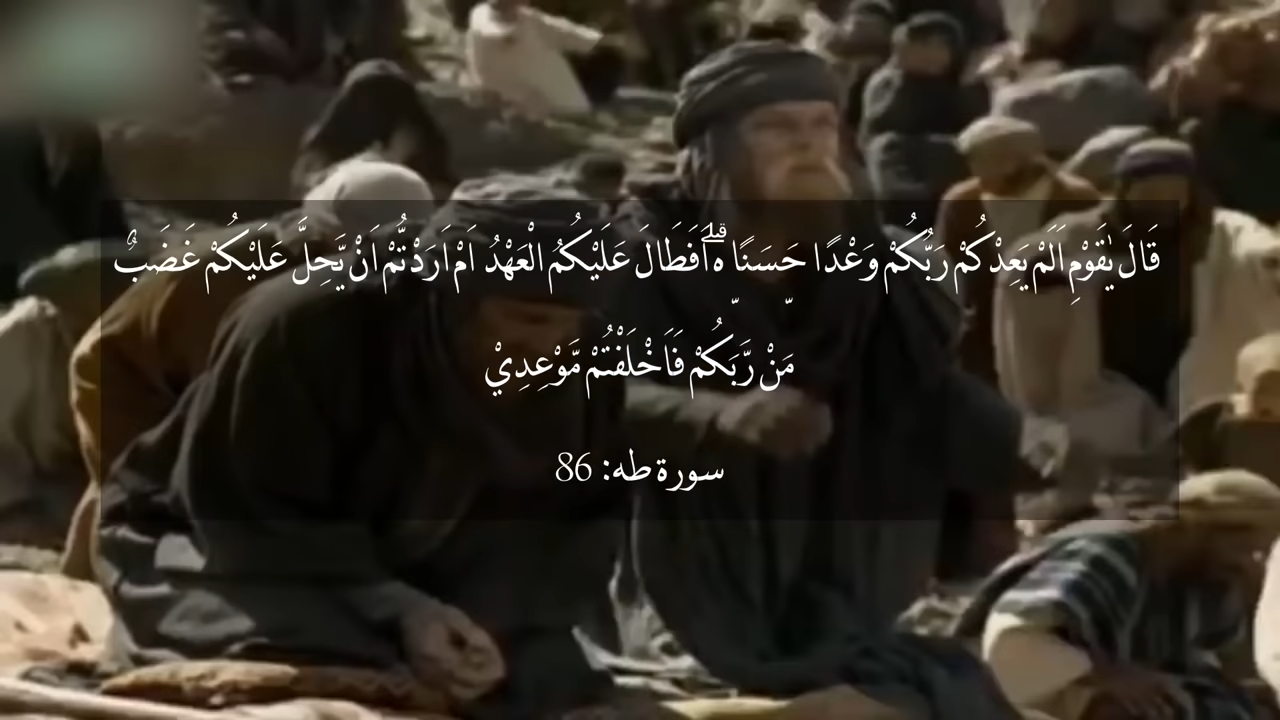 قَالَ يٰقَوْمِ اَلَمْ يَعِدْكُمْ رَبُّكُمْ وَعْدًا حَسَنًا ەۗ اَفَطَالَ عَلَيْكُمُ الْعَهْدُ اَمْ اَرَدْتُّمْ اَنْ يَّحِلَّ عَلَيْكُمْ غَضَبٌ
مِّنْ رَّبِّكُمْ فَاَخْلَفْتُمْ مَّوْعِدِيْ
سورة طه: 86